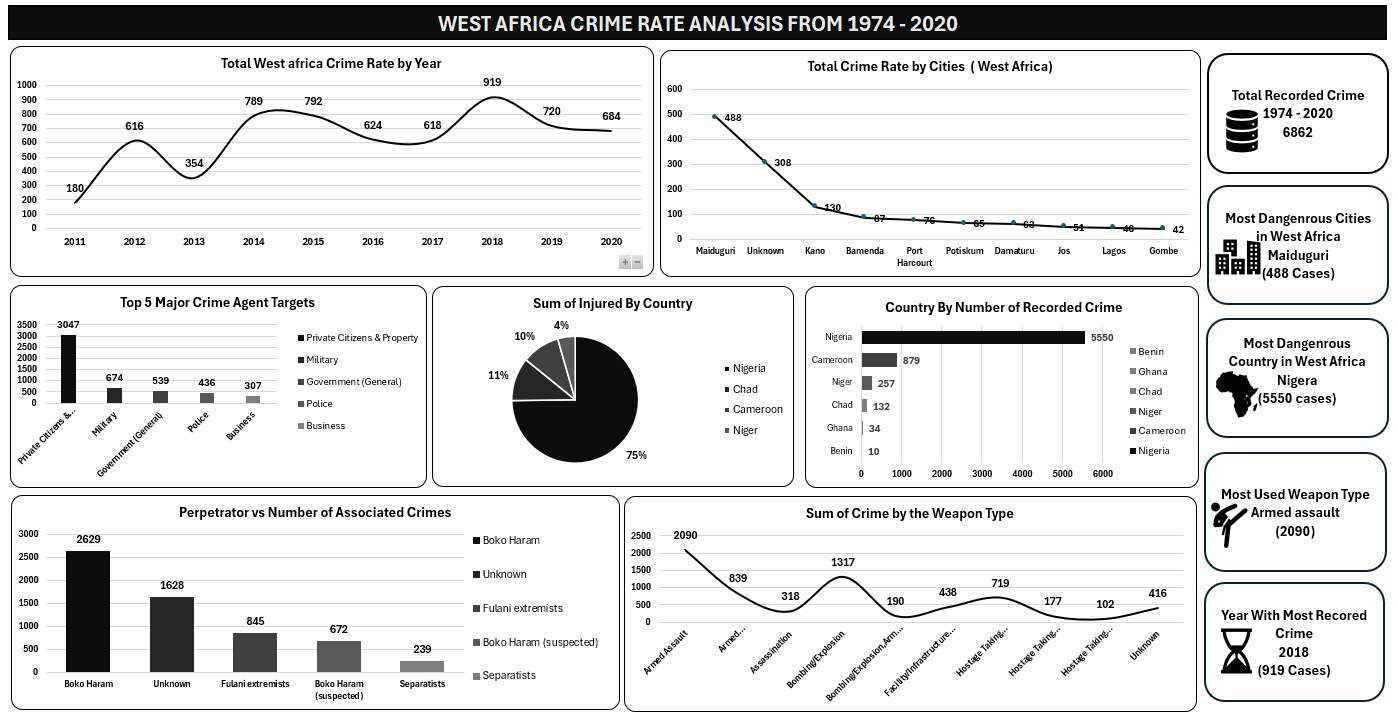 WEST AFRICA CRIME RATE ANALYSIS FROM 1974 - 2020
Total West africa Crime Rate by Year
1000
900
800
700
600
500
400
300
200
100
0
180
616
354
789
792
624
618
919
720
684
2011
2012
2013
2014
2015
2016
2017
2018
2019
2020
+ −
Total Crime Rate by Cities ( West Africa)
600
500
400
300
200
100
0
488
308
130
87
76
65
63
51
46
42
Maiduguri
Unknown
Kano
Bamenda
Port
Harcourt
Potiskum
Damaturu
Jos
Lagos
Gombe
Total Recorded Crime
1974 - 2020
6862
Most Dangenrous Cities
in West Africa
Maiduguri
(488 Cases)
Top 5 Major Crime Agent Targets
3500
3000
2500
2000
1500
1000
500
0
3047
674
539
436
307
Private Citizens &...
Military
Government (General)
Police
Business
Private Citizens & Property
Military
Government (General)
Police
Business
Sum of Injured By Country
4%
10%
11%
75%
Nigeria
Chad
Cameroon
Niger
Country By Number of Recorded Crime
Nigeria
Cameroon
Niger
Chad
Ghana
Benin
5550
879
257
132
34
10
0
1000
2000
3000
4000
5000
6000
Benin
Ghana
Chad
Niger
Cameroon
Nigeria
Most Dangenrous
Country in West Africa
Nigera
(5550 cases)
Perpetrator vs Number of Associated Crimes
3000
2500
2000
1500
1000
500
0
2629
1628
845
672
239
Boko Haram
Unknown
Fulani extremists
Boko Haram
(suspected)
Separatists
Boko Haram
Unknown
Fulani extremists
Boko Haram (suspected)
Separatists
Sum of Crime by the Weapon Type
2500
2000
1500
1000
500
0
2090
839
318
1317
190
438
719
177
102
416
Armed Assault
Armed...
Assassination
Bombing/Explosion
Bombing/Explosion,Arm...
Facility/Infrastructure...
Hostage Taking...
Hostage Taking...
Hostage Taking...
Unknown
Most Used Weapon Type
Armed assault
(2090)
Year With Most Recored
Crime
2018
(919 Cases)